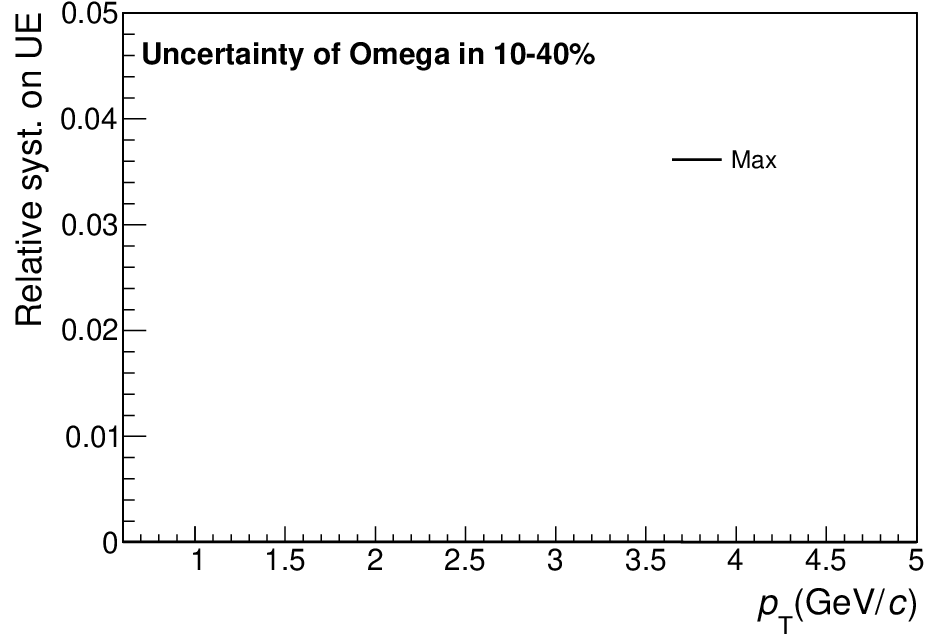 Relative syst. on UE
0.05
0.04
0.03
0.02
0.01
0
Uncertainty of Omega in 10-40%
Max
1 1.5 2 2.5 3 3.5 4 4.5 5
pT(GeV/c)